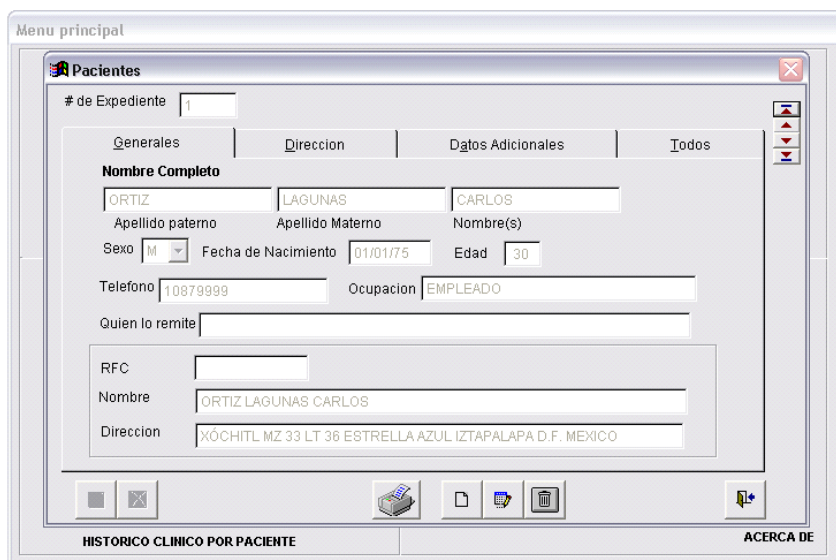 Menu principal
Pacientes
# de Expediente 1
Generales Direccion Datos Adicionales Todos
Nombre Completo
ORTIZ LAGUNAS CARLOS
Apellido paterno Apellido Materno Nombre(s)
Sexo M Fecha de Nacimiento 01/01/75 Edad 30
Telefono 10879999 Ocupacion EMPLEADO
Quien lo remite
RFC
Nombre ORTIZ LAGUNAS CARLOS
Direccion XÓCHITL MZ 33 LT 36 ESTRELLA AZUL IZTAPALAPA D.F. MEXICO
HISTORICO CLINICO POR PACIENTE ACERCA DE